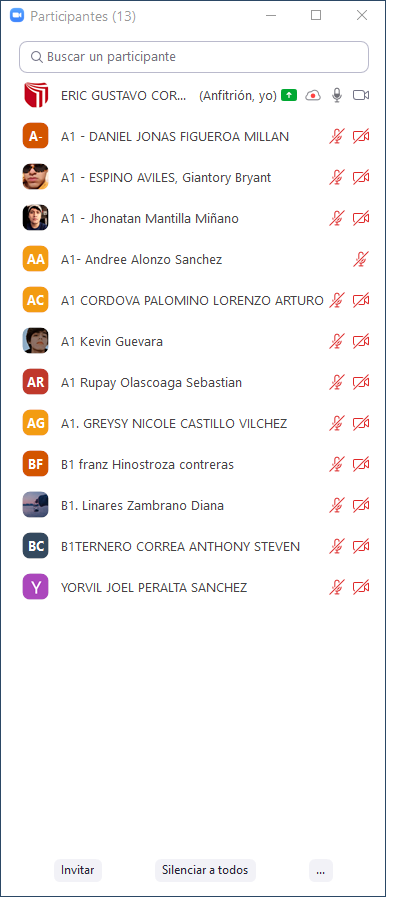 Participantes (13)
Buscar un participante
ERIC GUSTAVO COR... (Anfitrión, yo)
A- A1 - DANIEL JONAS FIGUEROA MILLAN
A1 - ESPINO AVILES, Giantory Bryant
A1 - Jhonatan Mantilla Miñano
AA A1- Andree Alonzo Sanchez
AC A1 CORDOVA PALOMINO LORENZO ARTURO
A1 Kevin Guevara
AR A1 Rupay Olascoaga Sebastian
AG A1. GREYSY NICOLE CASTILLO VILCHEZ
BF B1 franz Hinostroza contreras
B1. Linares Zambrano Diana
BC B1TERNERO CORREA ANTHONY STEVEN
Y YORVIL JOEL PERALTA SANCHEZ
Invitar Silenciar a todos ...